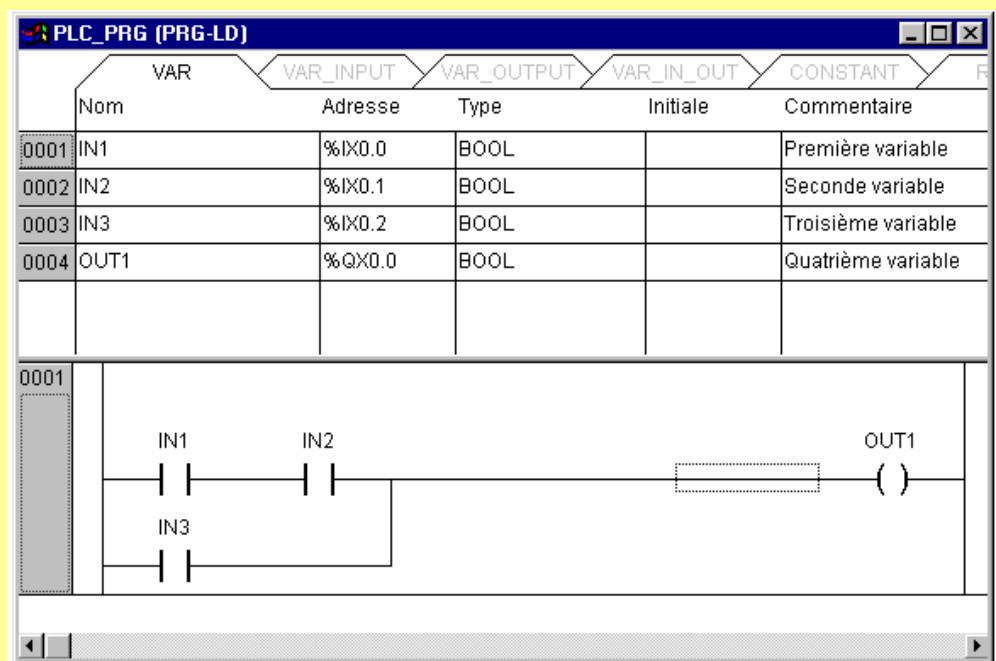 PLC_PRG (PRG-LD)
VAR VAR_INPUT VAR_OUTPUT VAR_IN_OUT CONSTANT R
Nom Adresse Type Initiale Commentaire
0001 IN1 %IX0.0 BOOL Première variable
0002 IN2 %IX0.1 BOOL Seconde variable
0003 IN3 %IX0.2 BOOL Troisième variable
0004 OUT1 %QX0.0 BOOL Quatrième variable
0001
IN1 IN2 OUT1
IN3